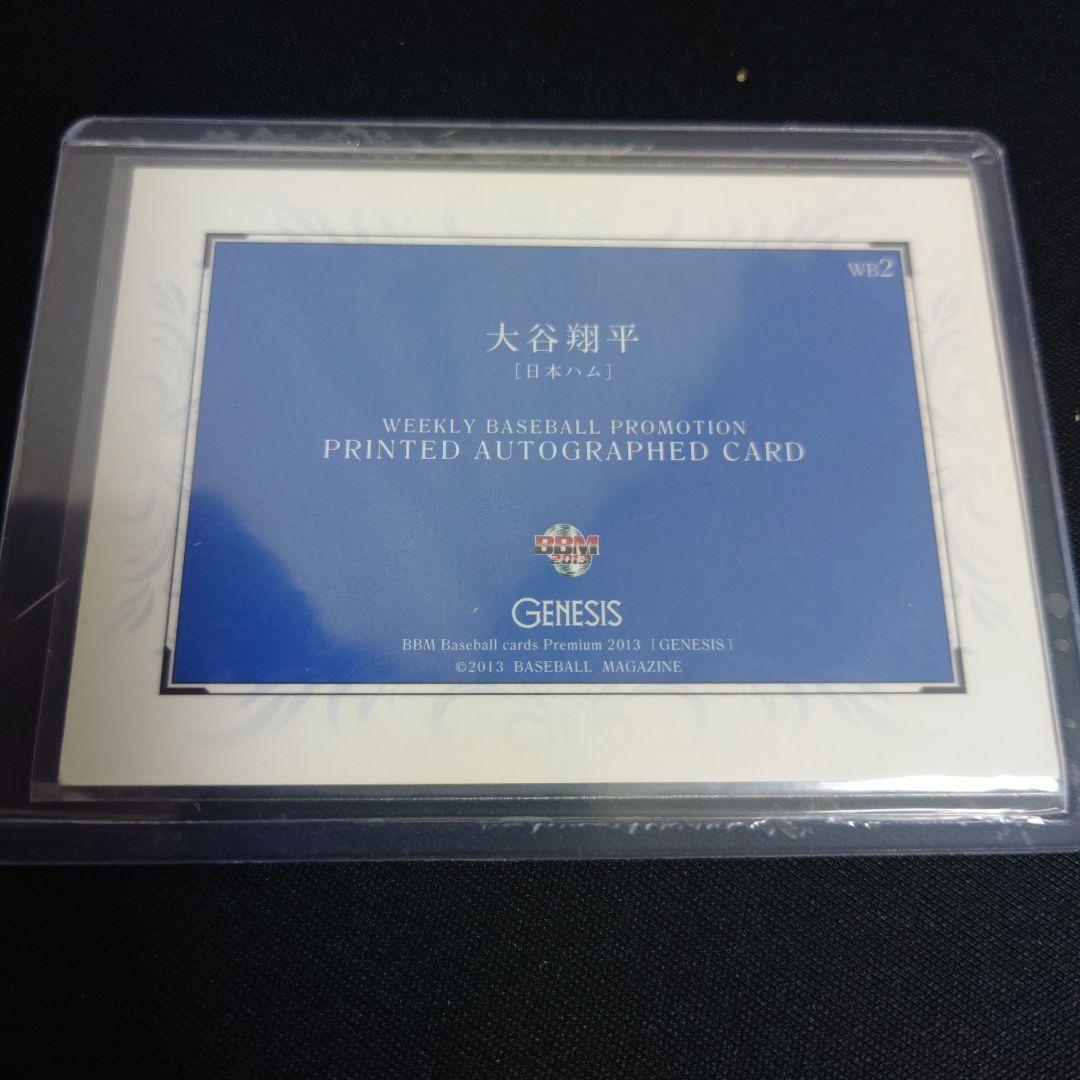 WB2
大谷翔平
[日本ハム]
WEEKLY BASEBALL PROMOTION
PRINTED AUTOGRAPHED CARD
BBM
2013
GENESIS
BBM Baseball cards Premium 2013 [GENESIS]
©2013 BASEBALL MAGAZINE